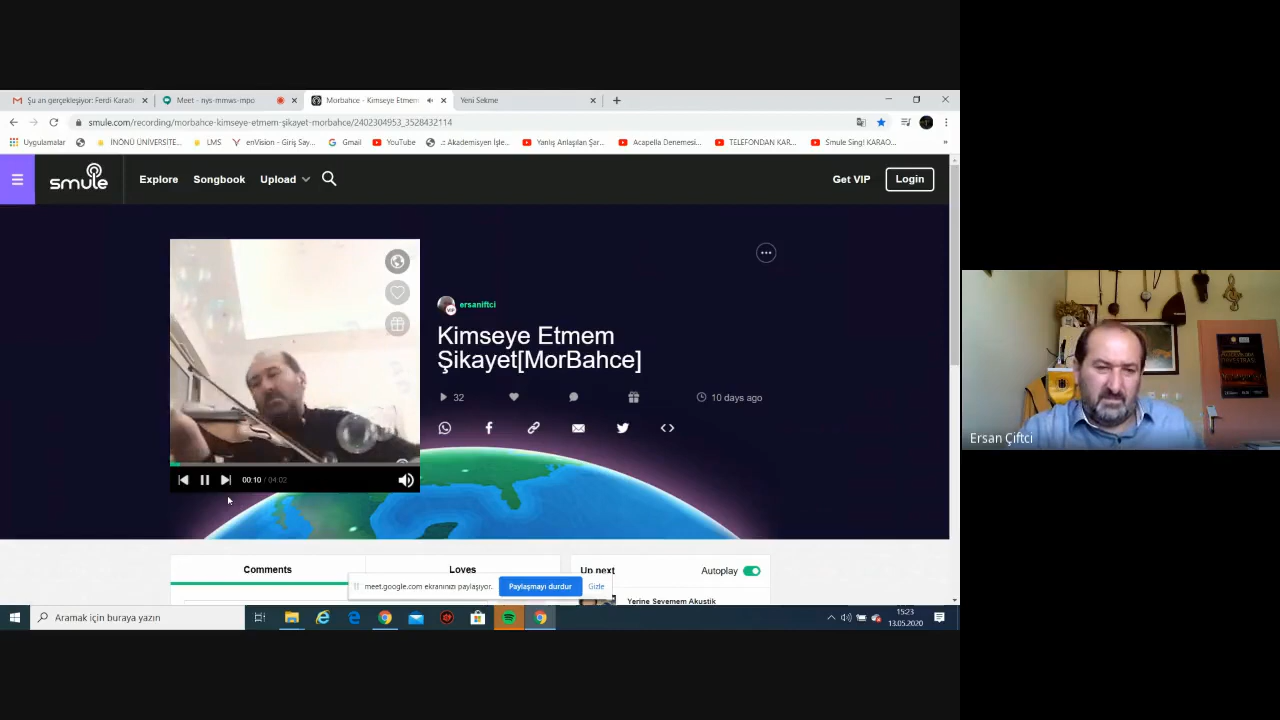 Şu an gerçekleşiyor: Ferdi Karaö
Meet - nys-mmws-mpo
Morbahce - Kimseye Etmem
Yeni Sekme
smule.com/recording/morbahce-kimseye-etmem-şikayet-morbahce/2402304953_3528432114
Uygulamalar
İNÖNÜ ÜNİVERSİTE...
LMS
enVision - Giriş Say...
Gmail
YouTube
.: Akademisyen İşle...
Yanlış Anlaşılan Şar...
Acapella Denemesi...
TELEFONDAN KAR...
Smule Sing! KARAO...
smule
Explore
Songbook
Upload
Get VIP
Login
ersaniftci
VIP
Kimseye Etmem
Şikayet[MorBahce]
32
10 days ago
00:10 / 04:02
Ersan Çiftci
Comments
Loves
Up next
Autoplay
Yerine Sevemem Akustik
meet.google.com ekranınızı paylaşıyor.
Paylaşmayı durdur
Gizle
Aramak için buraya yazın
15:23
13.05.2020